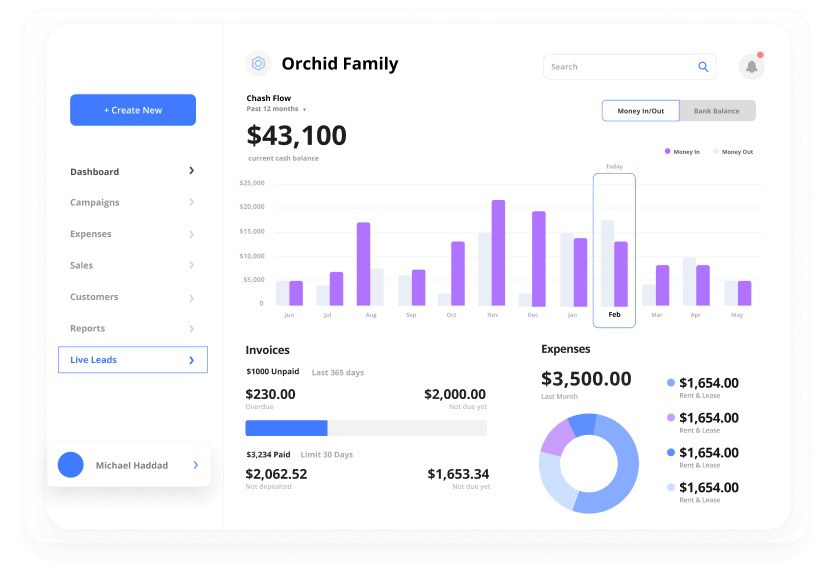 Orchid Family
Search
+ Create New
Dashboard
Campaigns
Expenses
Sales
Customers
Reports
Live Leads
Michael Haddad
Chash Flow
Past 12 months
$43,100
current cash balance
Money In/Out
Bank Balance
Money In
Money Out
Today
$25,000
$20,000
$15,000
$10,000
$5,000
0
Jun Jul Aug Sep Oct Nov Dec Jan Feb Mar Apr May
Invoices
$1000 Unpaid Last 365 days
$230.00 $2,000.00
Overdue Not due yet
$3,234 Paid Limit 30 Days
$2,062.52 $1,653.34
Not deposited Not due yet
Expenses
$3,500.00
Last Month
$1,654.00
Rent & Lease
$1,654.00
Rent & Lease
$1,654.00
Rent & Lease
$1,654.00
Rent & Lease